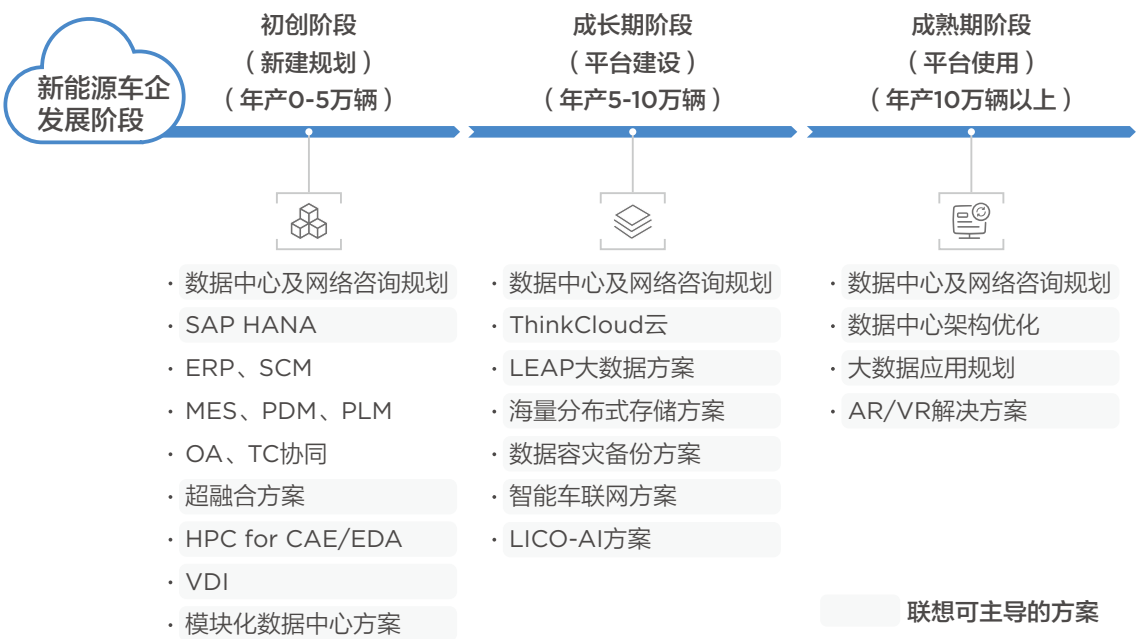 新能源车企
发展阶段
初创阶段
（新建规划）
（年产0-5万辆）
成长期阶段
（平台建设）
（年产5-10万辆）
成熟期阶段
（平台使用）
（年产10万辆以上）
· 数据中心及网络咨询规划
· SAP HANA
· ERP、SCM
· MES、PDM、PLM
· OA、TC协同
· 超融合方案
· HPC for CAE/EDA
· VDI
· 模块化数据中心方案
· 数据中心及网络咨询规划
· ThinkCloud云
· LEAP大数据方案
· 海量分布式存储方案
· 数据容灾备份方案
· 智能车联网方案
· LICO-AI方案
· 数据中心及网络咨询规划
· 数据中心架构优化
· 大数据应用规划
· AR/VR解决方案
联想可主导的方案